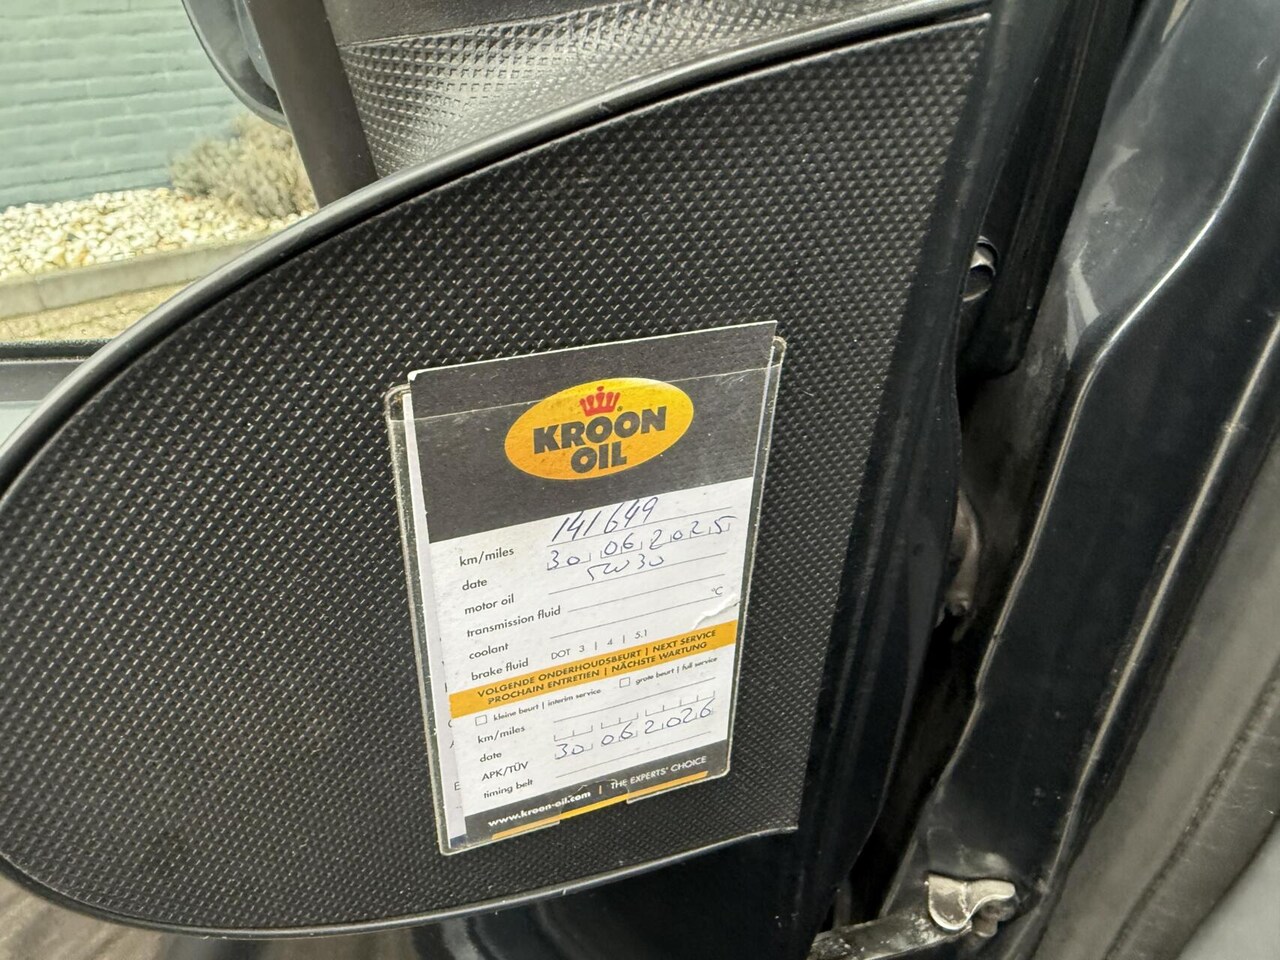 KROON
OIL
km/miles 141649
date 30 06 2025
motor oil 5W30
transmission fluid
coolant °C
brake fluid DOT 3 | 4 | 5.1
VOLGENDE ONDERHOUDSBEURT | NEXT SERVICE
PROCHAIN ENTRETIEN | NÄCHSTE WARTUNG
kleine beurt | interim service grote beurt | full service
km/miles
date 30 06 2026
APK/TÜV
timing belt
www.kroon-oil.com | THE EXPERTS' CHOICE